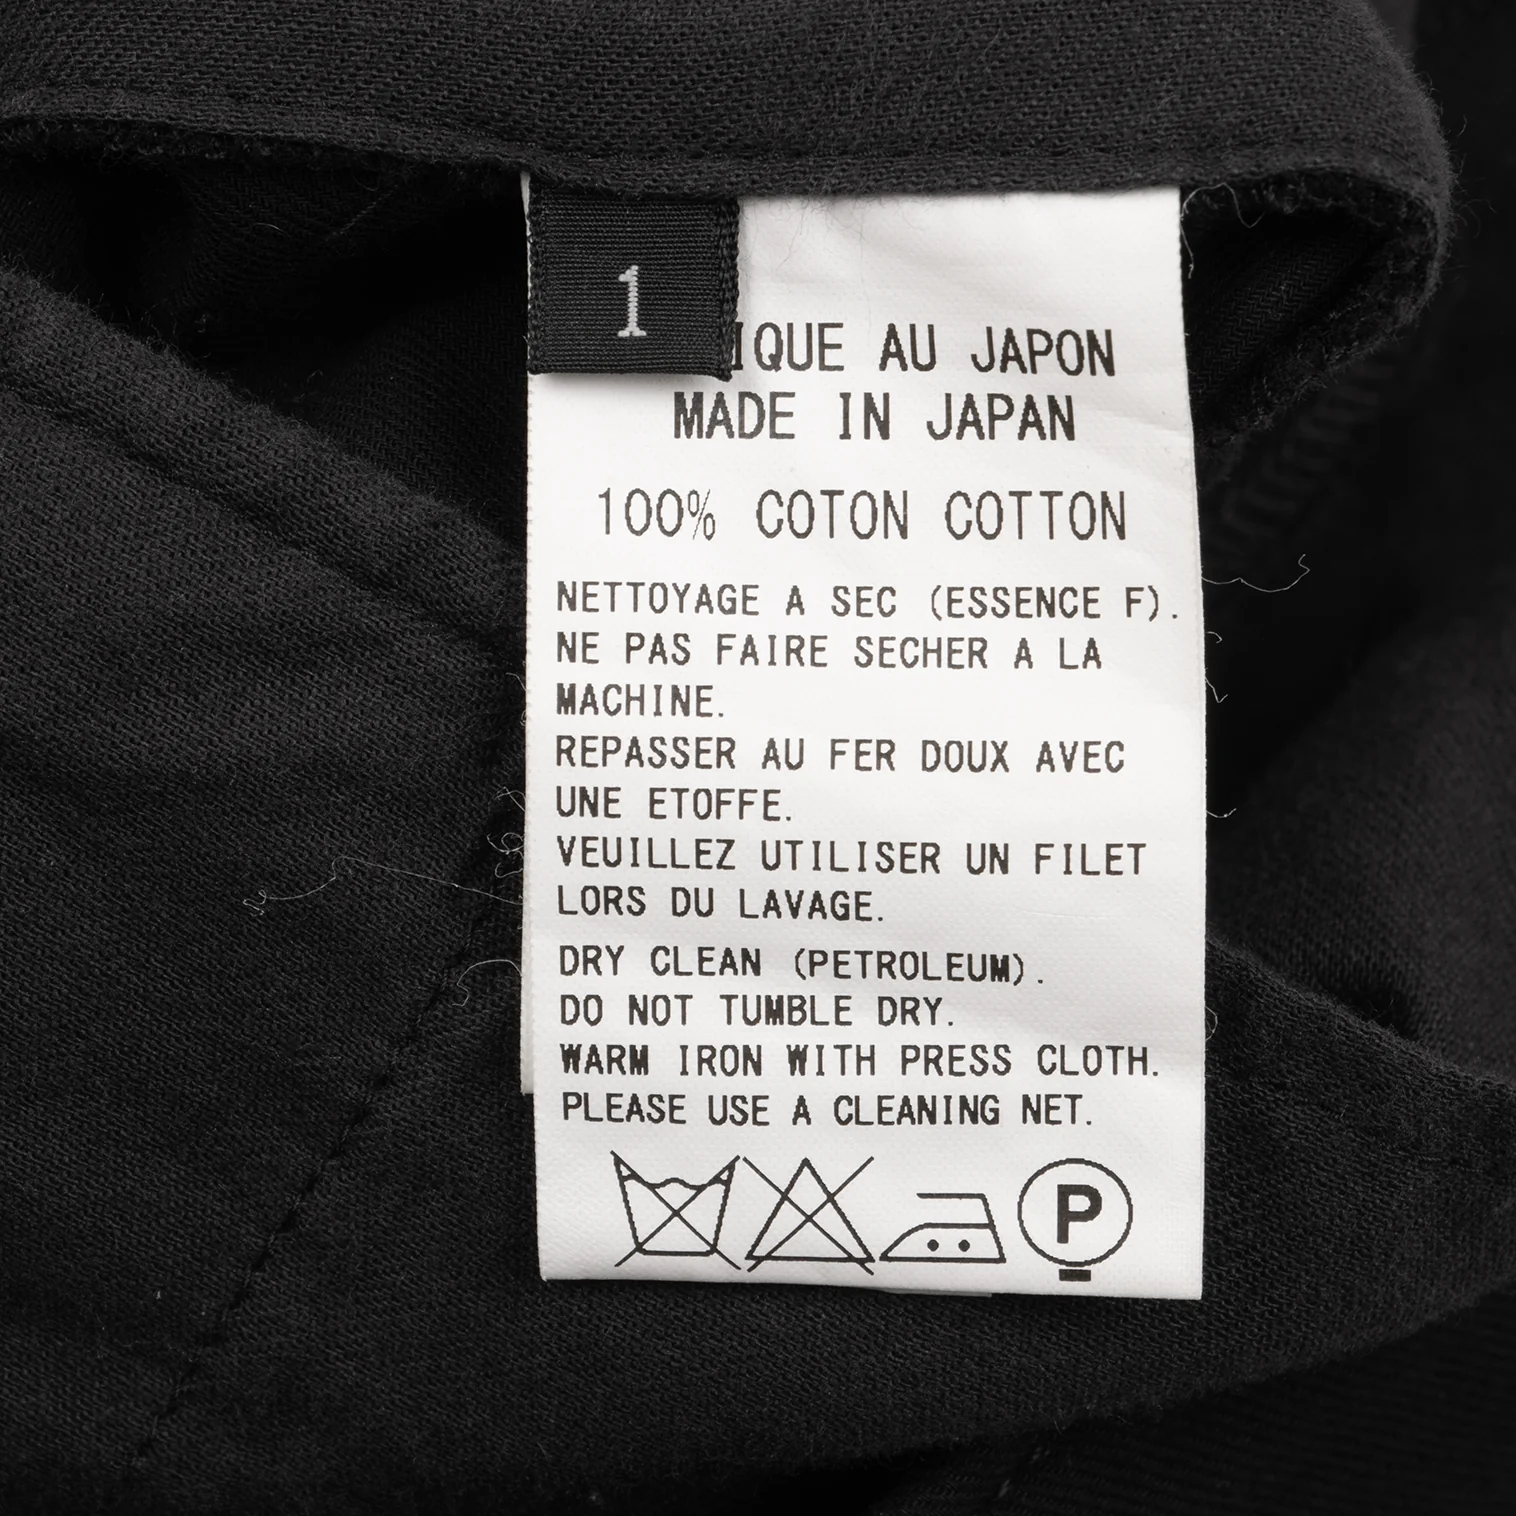 1
IQUE AU JAPON
MADE IN JAPAN
100% COTON COTTON
NETTOYAGE A SEC (ESSENCE F).
NE PAS FAIRE SECHER A LA
MACHINE.
REPASSER AU FER DOUX AVEC
UNE ETOFFE.
VEUILLEZ UTILISER UN FILET
LORS DU LAVAGE.
DRY CLEAN (PETROLEUM).
DO NOT TUMBLE DRY.
WARM IRON WITH PRESS CLOTH.
PLEASE USE A CLEANING NET.
P